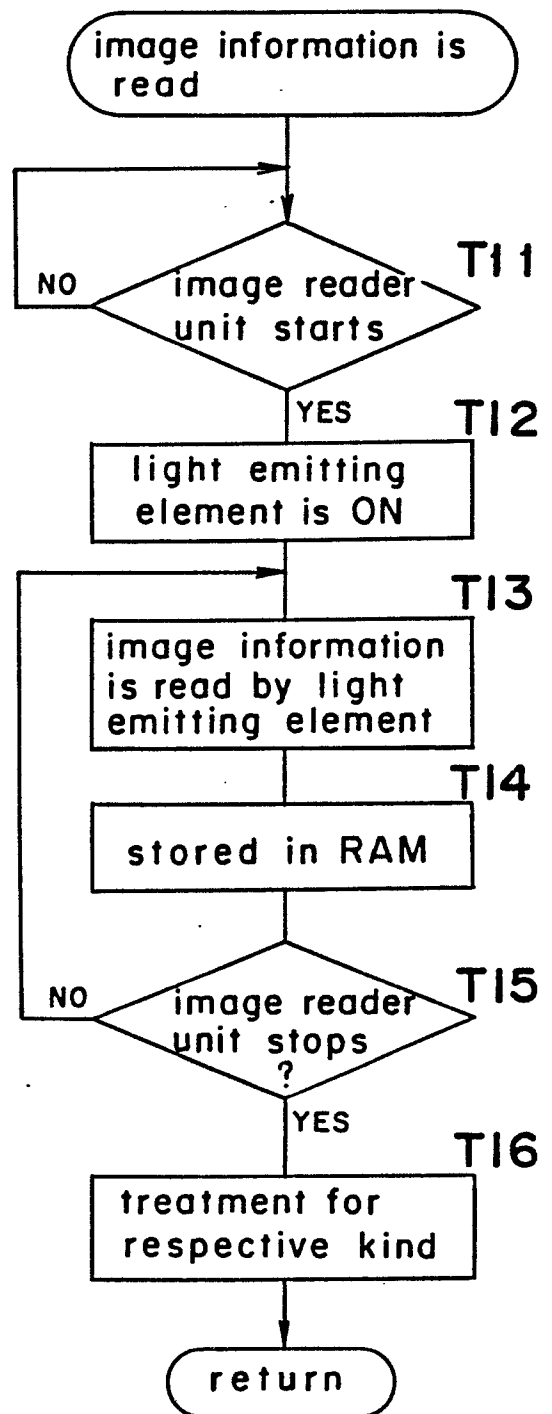 image information is
read
T11
NO
image reader
unit starts
YES
T12
light emitting
element is ON
T13
image information
is read by light
emitting element
T14
stored in RAM
T15
NO
image reader
unit stops
?
YES
T16
treatment for
respective kind
return